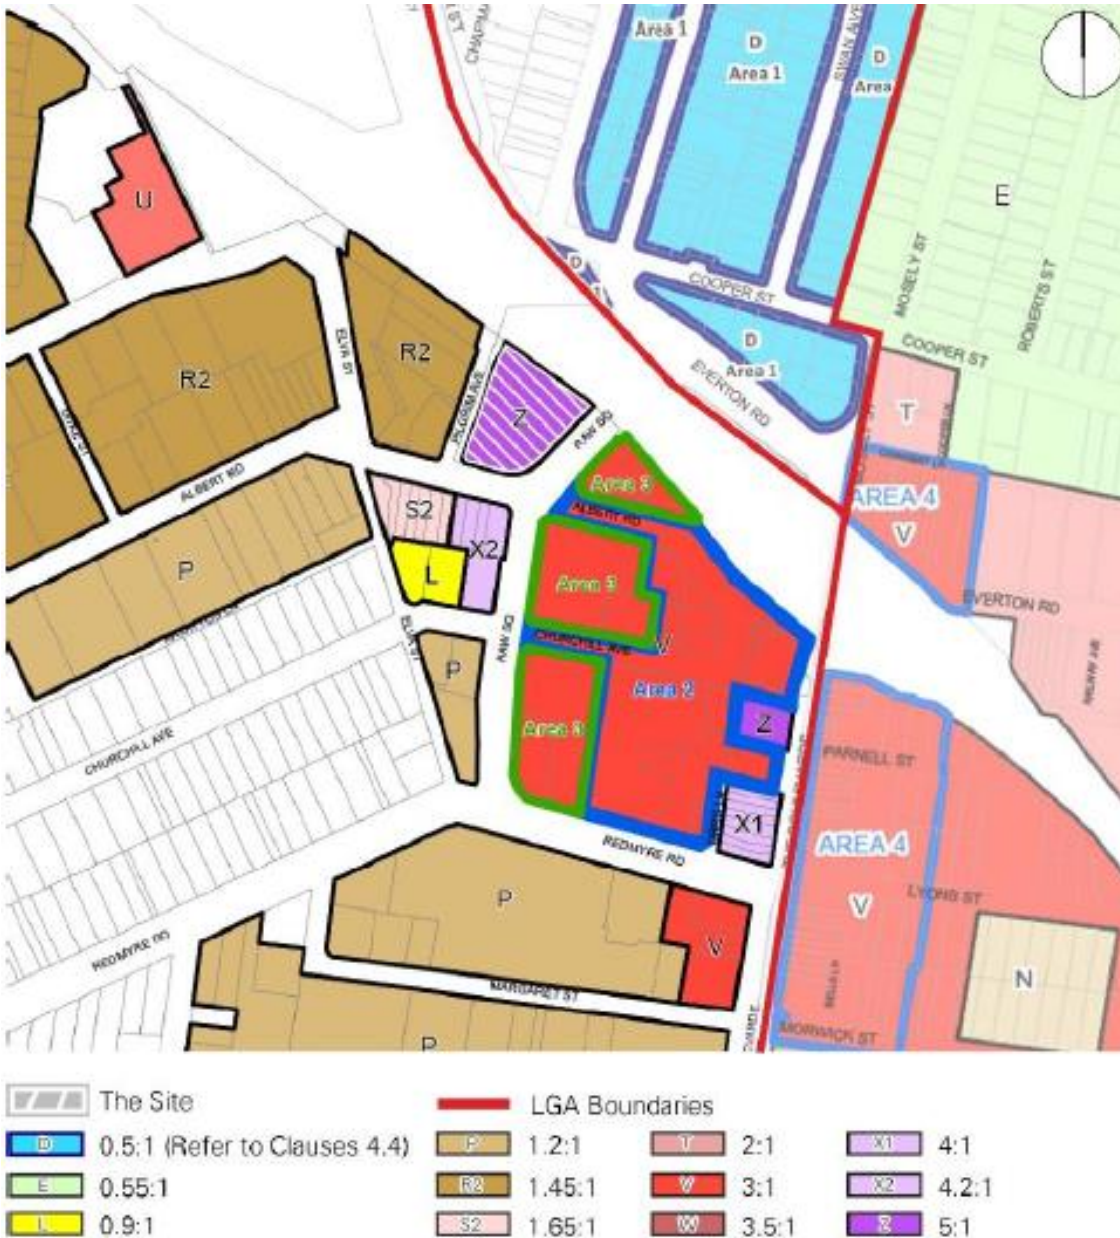 Area 1
D
Area 1
SWAN AVE
D
Area
E
U
MOSELY ST
ROBERTS ST
COOPER ST
D
COOPER ST
R2
ELVA ST
R2
PILGRIM AVE
Z
D
Area 1
EVERTON RD
T
RAW SQ
ALBERT RD
Area 3
ALBERT RD
AREA 4
V
S2
X2
L
P
Area 3
EVERTON RD
CHURCHILL AVE
V
ELVA ST
RAW SQ
P
Area 2
Area 3
Z
CHURCHILL AVE
PARNELL ST
X1
REDMYRE RD
AREA 4
V
LYONS ST
P
V
REDMYRE RD
N
MARGARET ST
MORWICK ST
P
The Site
LGA Boundaries
D 0.5:1 (Refer to Clauses 4.4)
P 1.2:1
T 2:1
X1 4:1
E 0.55:1
R2 1.45:1
V 3:1
X2 4.2:1
L 0.9:1
S2 1.65:1
W 3.5:1
Z 5:1